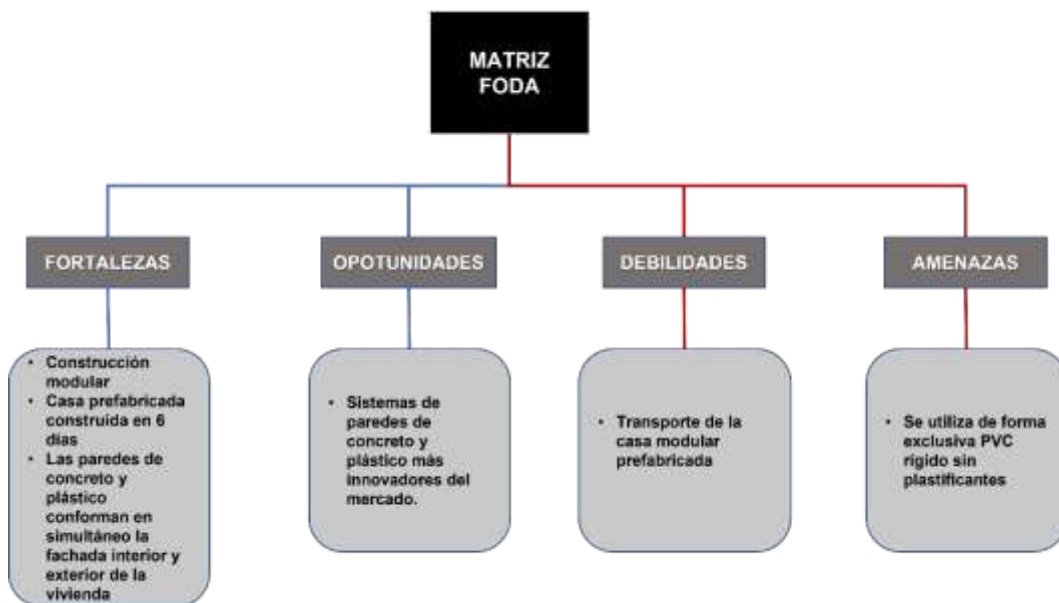 MATRIZ
FODA
FORTALEZAS
OPOTUNIDADES
DEBILIDADES
AMENAZAS
• Construcción
modular
• Casa prefabricada
construida en 6
días
• Las paredes de
concreto y
plástico
conforman en
simultáneo la
fachada interior y
exterior de la
vivienda
• Sistemas de
paredes de
concreto y
plástico más
innovadores del
mercado.
• Transporte de la
casa modular
prefabricada
• Se utiliza de forma
exclusiva PVC
rígido sin
plastificantes